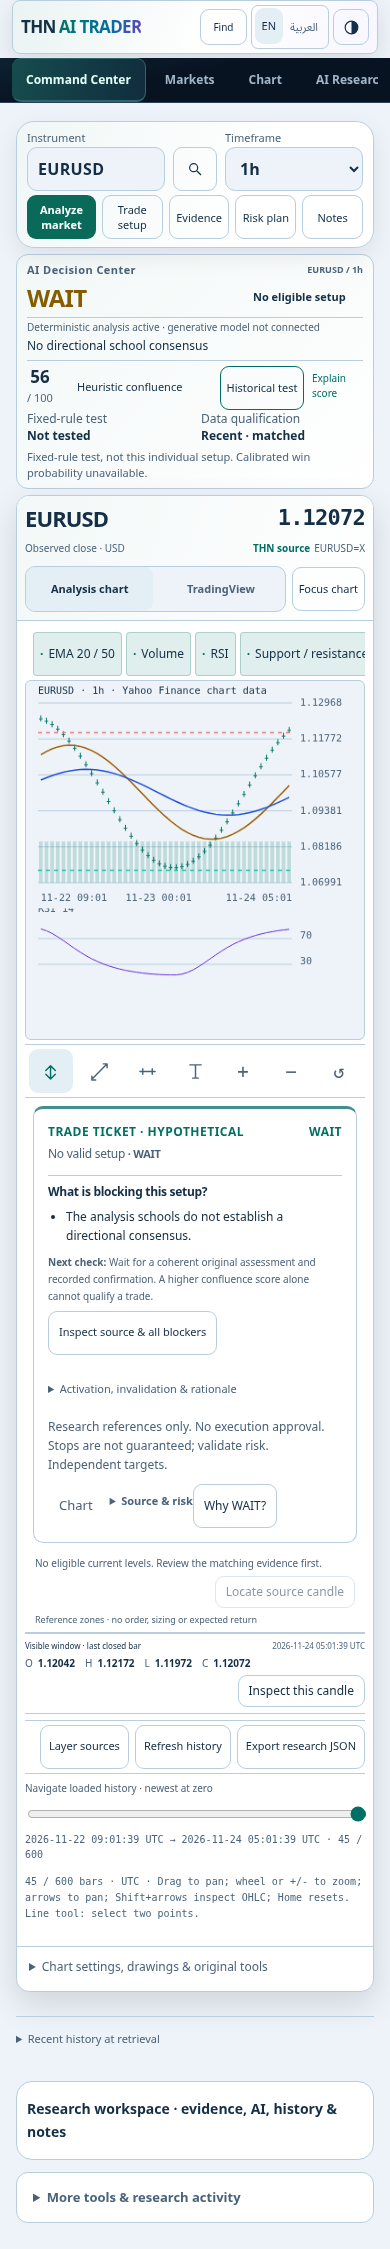 THN AI TRADER
Find
EN
العربية
Command Center
Markets
Chart
AI Researc
Instrument
Timeframe
EURUSD
1h
Analyze market
Trade setup
Evidence
Risk plan
Notes
AI Decision Center
EURUSD / 1h
WAIT
No eligible setup
Deterministic analysis active · generative model not connected
No directional school consensus
56
/ 100
Heuristic confluence
Historical test
Explain score
Fixed-rule test
Data qualification
Not tested
Recent · matched
Fixed-rule test, not this individual setup. Calibrated win
probability unavailable.
EURUSD
1.12072
Observed close · USD
THN source EURUSD=X
Analysis chart
TradingView
Focus chart
· EMA 20 / 50
· Volume
· RSI
· Support / resistance
EURUSD · 1h · Yahoo Finance chart data
1.12968
1.11772
1.10577
1.09381
1.08186
1.06991
11-22 09:01
11-23 00:01
11-24 05:01
RSI 14
70
30
TRADE TICKET · HYPOTHETICAL
WAIT
No valid setup · WAIT
What is blocking this setup?
• The analysis schools do not establish a
directional consensus.
Next check: Wait for a coherent original assessment and
recorded confirmation. A higher confluence score alone
cannot qualify a trade.
Inspect source & all blockers
Activation, invalidation & rationale
Research references only. No execution approval.
Stops are not guaranteed; validate risk.
Independent targets.
Chart
Source & risk
Why WAIT?
No eligible current levels. Review the matching evidence first.
Locate source candle
Reference zones · no order, sizing or expected return
Visible window · last closed bar
2026-11-24 05:01:39 UTC
O 1.12042 H 1.12172 L 1.11972 C 1.12072
Inspect this candle
Layer sources
Refresh history
Export research JSON
Navigate loaded history · newest at zero
2026-11-22 09:01:39 UTC → 2026-11-24 05:01:39 UTC · 45 /
600
45 / 600 bars · UTC · Drag to pan; wheel or +/- to zoom;
arrows to pan; Shift+arrows inspect OHLC; Home resets.
Line tool: select two points.
Chart settings, drawings & original tools
Recent history at retrieval
Research workspace · evidence, AI, history &
notes
More tools & research activity